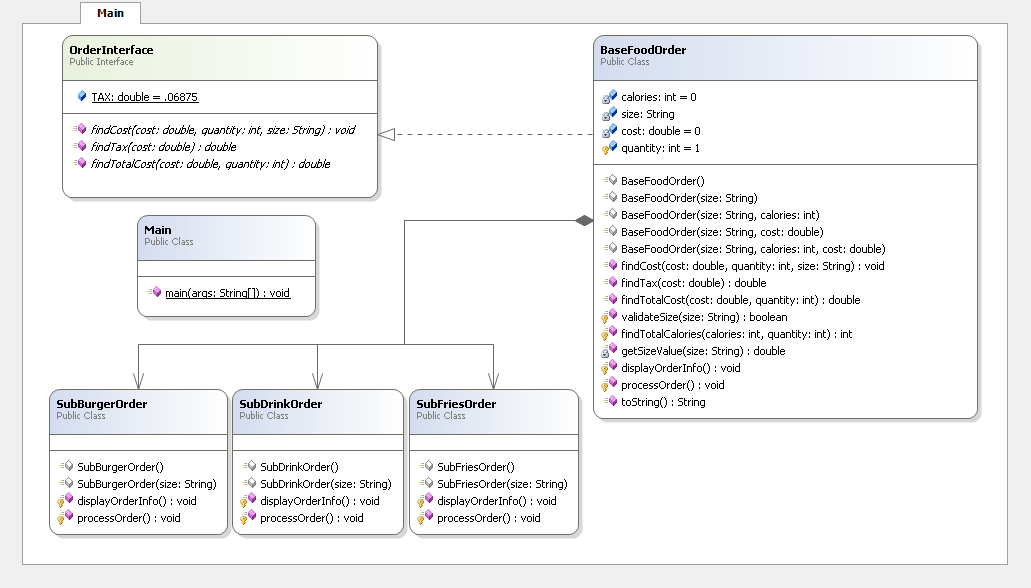 Main
OrderInterface
Public Interface
TAX: double = .06875
findCost(cost: double, quantity: int, size: String) : void
findTax(cost: double) : double
findTotalCost(cost: double, quantity: int) : double
BaseFoodOrder
Public Class
calories: int = 0
size: String
cost: double = 0
quantity: int = 1
BaseFoodOrder()
BaseFoodOrder(size: String)
BaseFoodOrder(size: String, calories: int)
BaseFoodOrder(size: String, cost: double)
BaseFoodOrder(size: String, calories: int, cost: double)
findCost(cost: double, quantity: int, size: String) : void
findTax(cost: double) : double
findTotalCost(cost: double, quantity: int) : double
validateSize(size: String) : boolean
findTotalCalories(calories: int, quantity: int) : int
getSizeValue(size: String) : double
displayOrderInfo() : void
processOrder() : void
toString() : String
Main
Public Class
main(args: String[]) : void
SubBurgerOrder
Public Class
SubBurgerOrder()
SubBurgerOrder(size: String)
displayOrderInfo() : void
processOrder() : void
SubDrinkOrder
Public Class
SubDrinkOrder()
SubDrinkOrder(size: String)
displayOrderInfo() : void
processOrder() : void
SubFriesOrder
Public Class
SubFriesOrder()
SubFriesOrder(size: String)
displayOrderInfo() : void
processOrder() : void